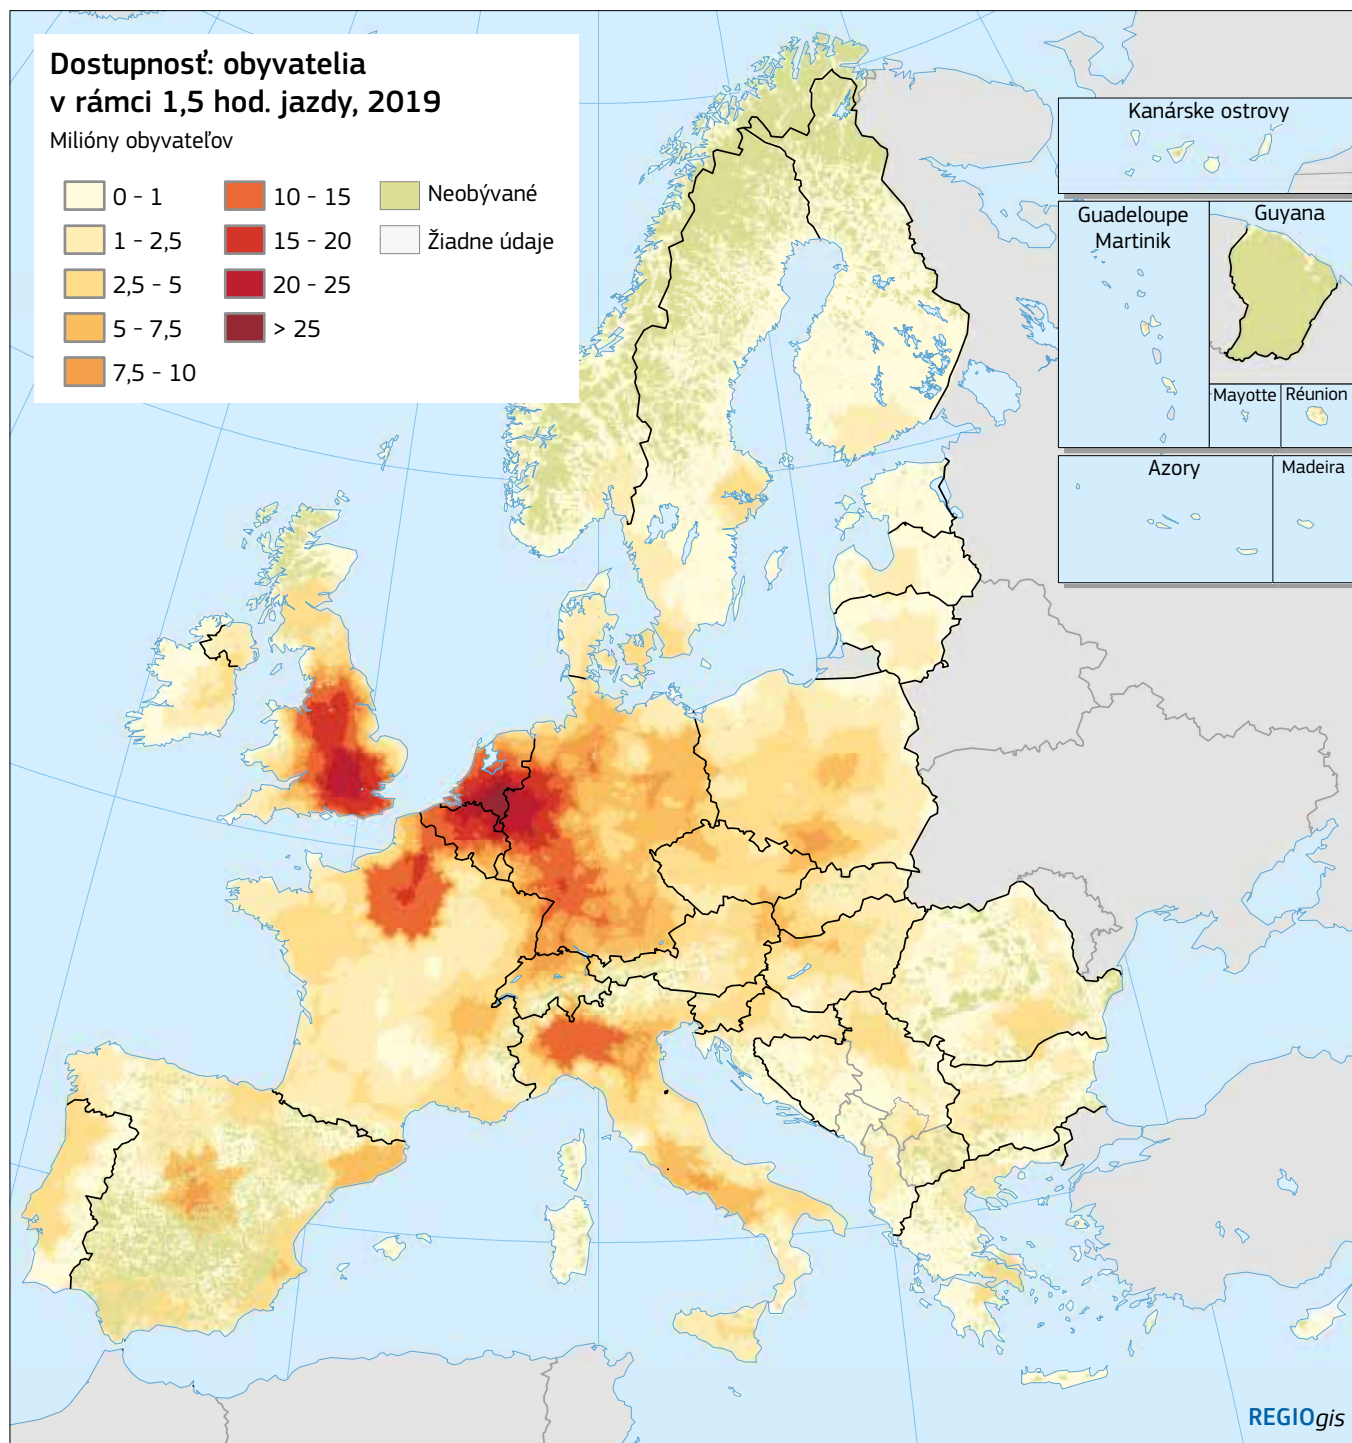 Dostupnosť: obyvatelia
v rámci 1,5 hod. jazdy, 2019
Milióny obyvateľov
0 - 1
1 - 2,5
2,5 - 5
5 - 7,5
7,5 - 10
10 - 15
15 - 20
20 - 25
> 25
Neobývané
Žiadne údaje
Kanárske ostrovy
Guadeloupe
Martinik
Guyana
Mayotte
Réunion
Azory
Madeira
REGIOgis